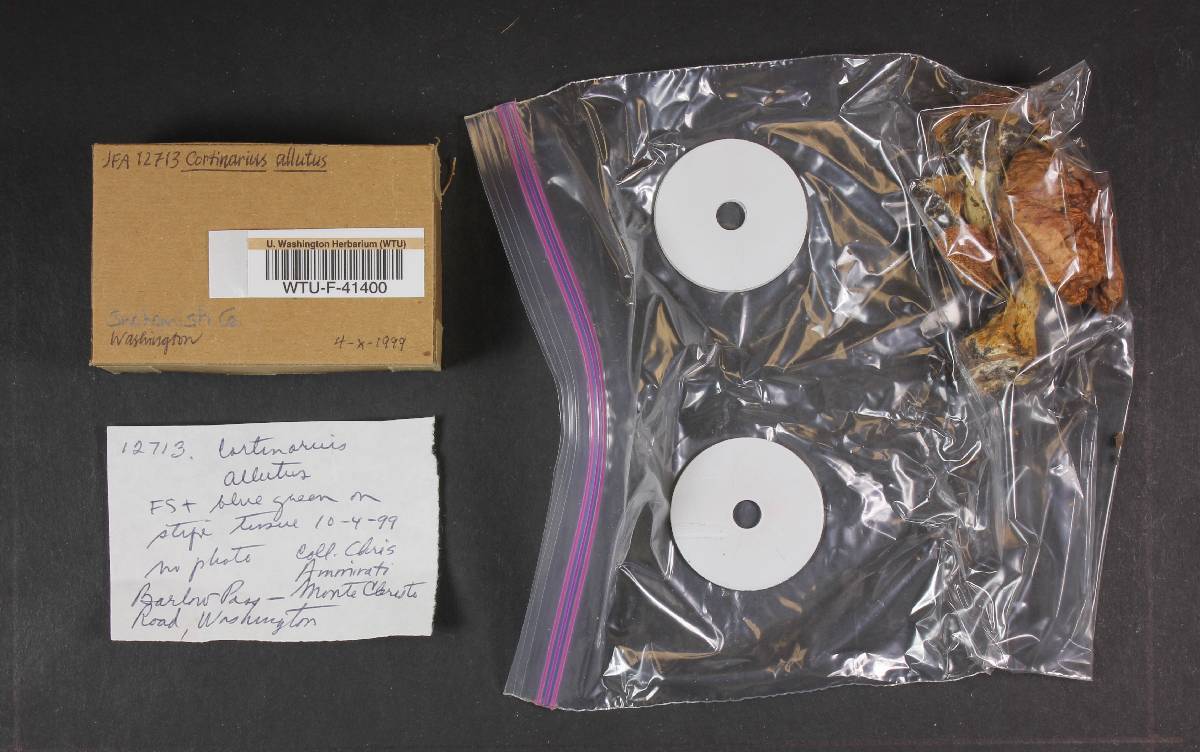 JFA 12713 Cortinarius allutus
U. Washington Herbarium (WTU)
WTU-F-41400
Snohomish Co.
Washington
4-X-1999
12713. Cortinarius
allutus
FS+ blue green on
stipe tissue 10-4-99
no photo Coll. Chris
Ammirati
Barlow Pass — Monte Christo
Road, Washington